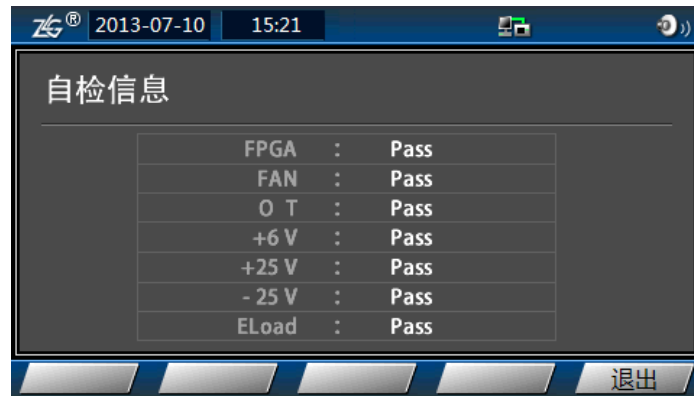 ZLG® 2013-07-10 15:21
自检信息
FPGA : Pass
FAN : Pass
O T : Pass
+6 V : Pass
+25 V : Pass
- 25 V : Pass
ELoad : Pass
退出